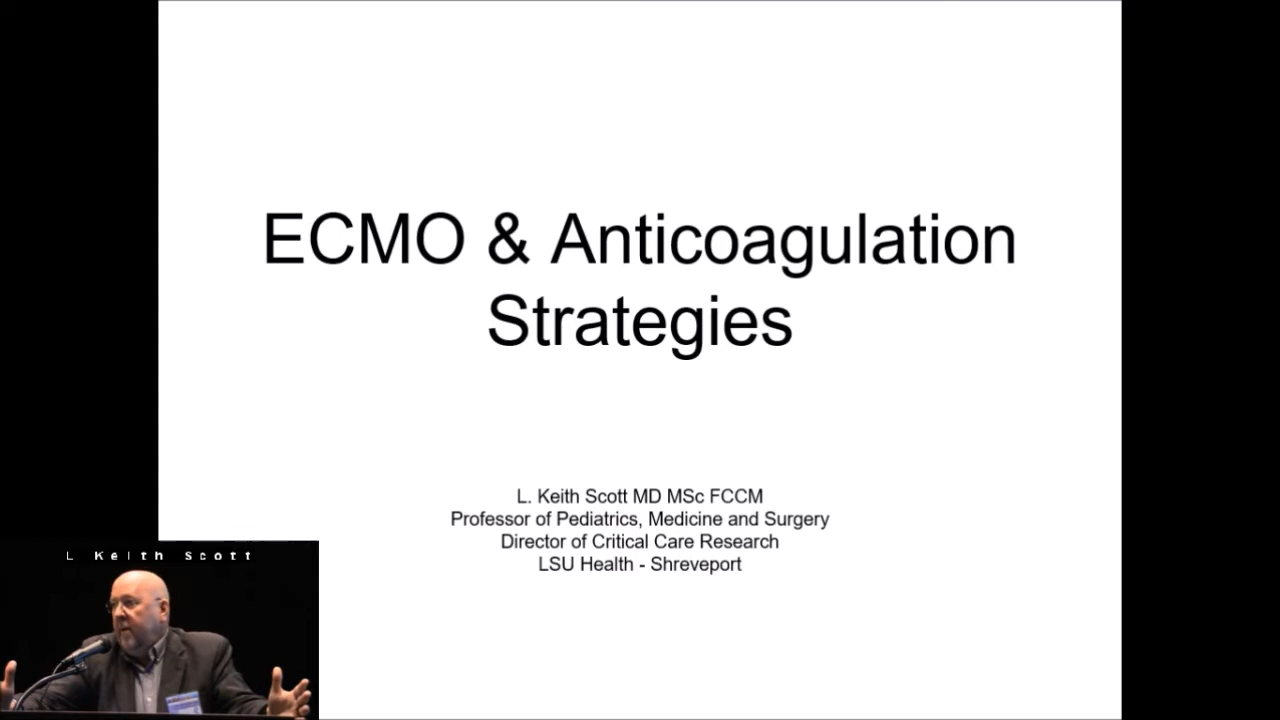 ECMO & Anticoagulation
Strategies
L. Keith Scott MD MSc FCCM
Professor of Pediatrics, Medicine and Surgery
Director of Critical Care Research
LSU Health - Shreveport
L Keith Scott